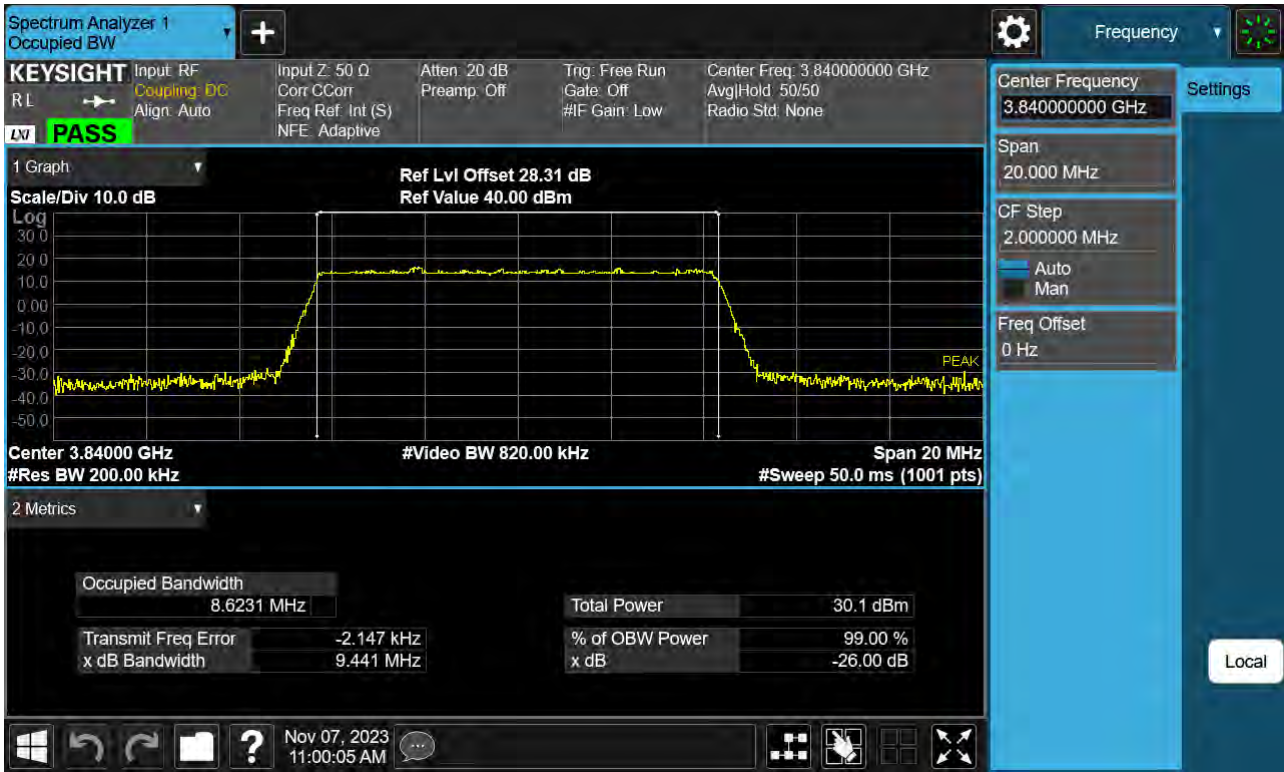 Spectrum Analyzer 1
Occupied BW
+
Frequency
KEYSIGHT
RL
LXI
PASS
Input: RF
Coupling: DC
Align: Auto
Input Z: 50 Ω
Corr CCorr
Freq Ref: Int (S)
NFE: Adaptive
Atten: 20 dB
Preamp: Off
Trig: Free Run
Gate: Off
#IF Gain: Low
Center Freq: 3.840000000 GHz
Avg|Hold: 50/50
Radio Std: None
1 Graph
Scale/Div 10.0 dB
Ref Lvl Offset 28.31 dB
Ref Value 40.00 dBm
Log
30.0
20.0
10.0
0.00
-10.0
-20.0
-30.0
-40.0
-50.0
PEAK
Center 3.84000 GHz
#Video BW 820.00 kHz
Span 20 MHz
#Res BW 200.00 kHz
#Sweep 50.0 ms (1001 pts)
2 Metrics
Occupied Bandwidth
8.6231 MHz
Total Power 30.1 dBm
Transmit Freq Error -2.147 kHz
% of OBW Power 99.00 %
x dB Bandwidth 9.441 MHz
x dB -26.00 dB
Center Frequency
3.840000000 GHz
Span
20.000 MHz
CF Step
2.000000 MHz
Auto
Man
Freq Offset
0 Hz
Settings
Local
?
Nov 07, 2023
11:00:05 AM